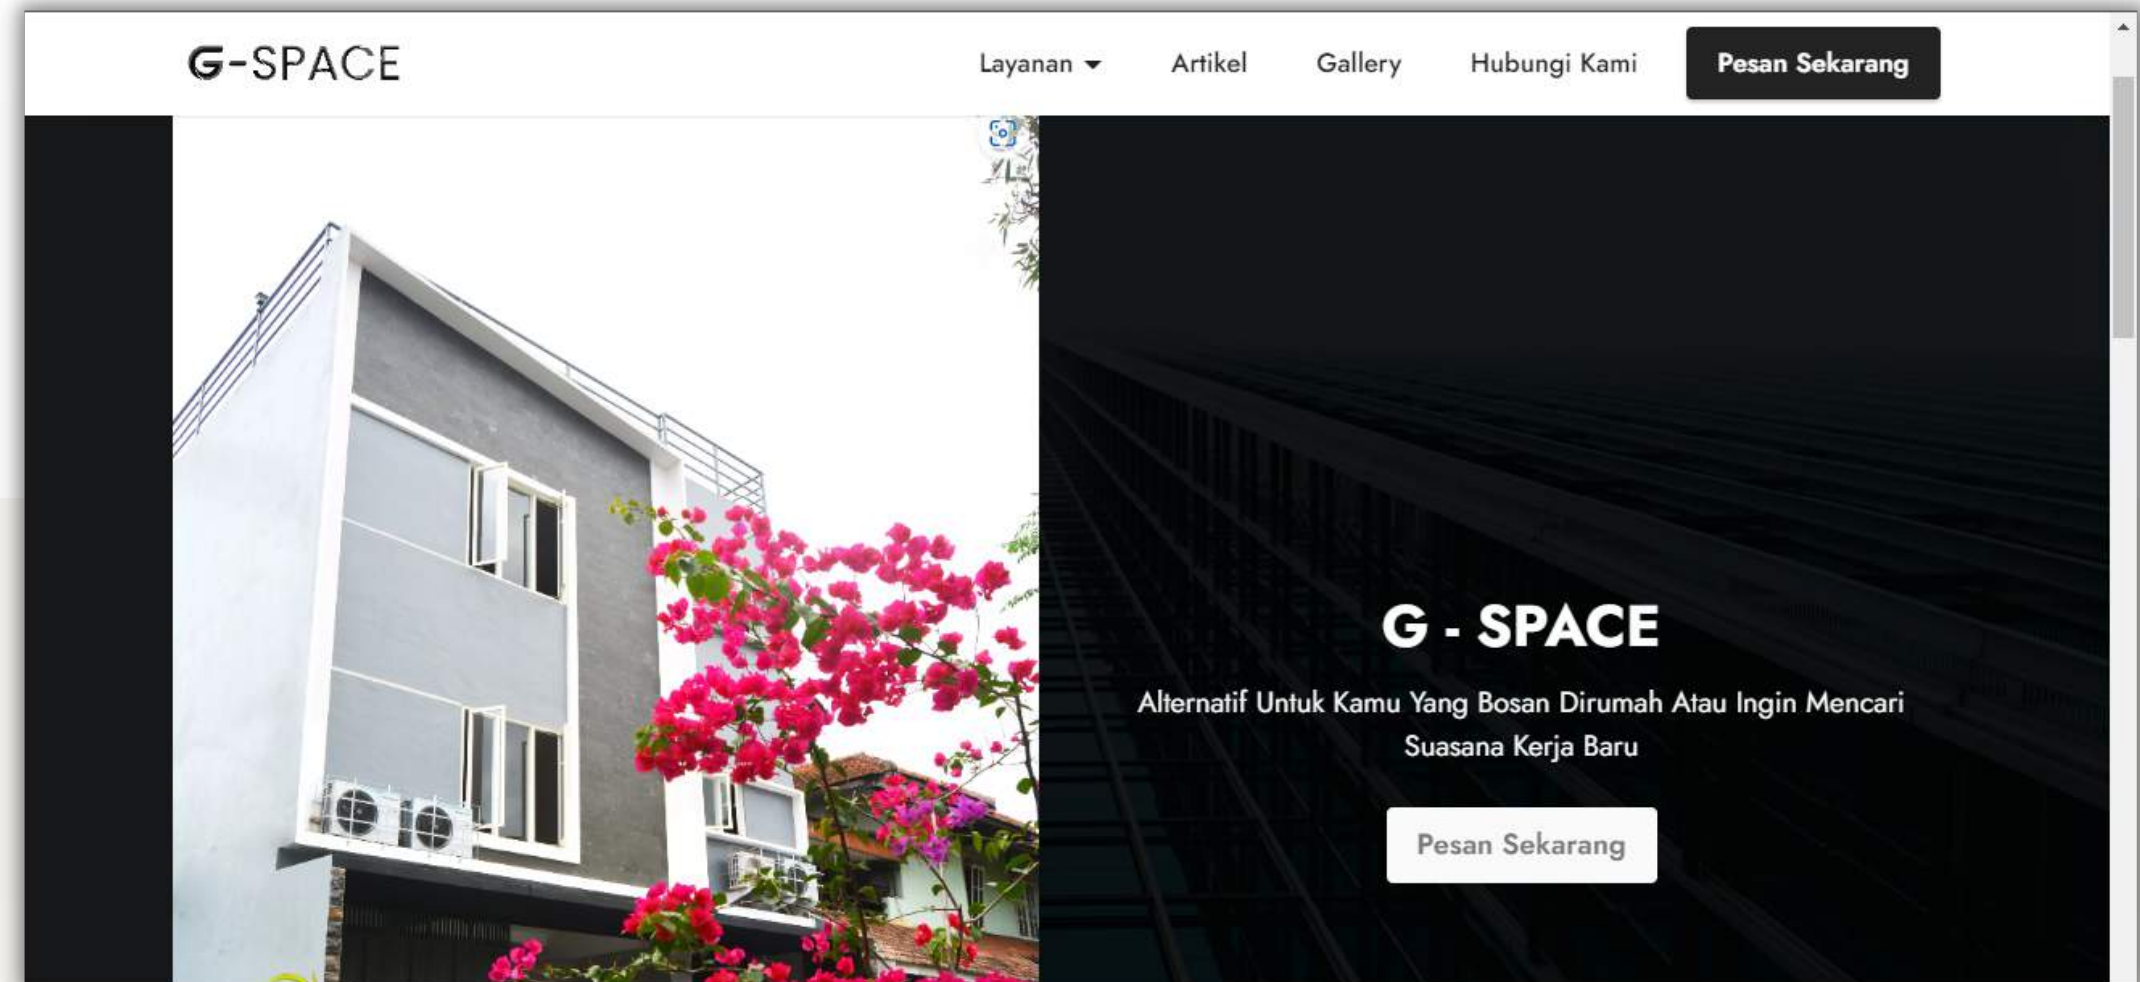 G-SPACE
Layanan
Artikel
Gallery
Hubungi Kami
Pesan Sekarang
G - SPACE
Alternatif Untuk Kamu Yang Bosan Dirumah Atau Ingin Mencari
Suasana Kerja Baru
Pesan Sekarang